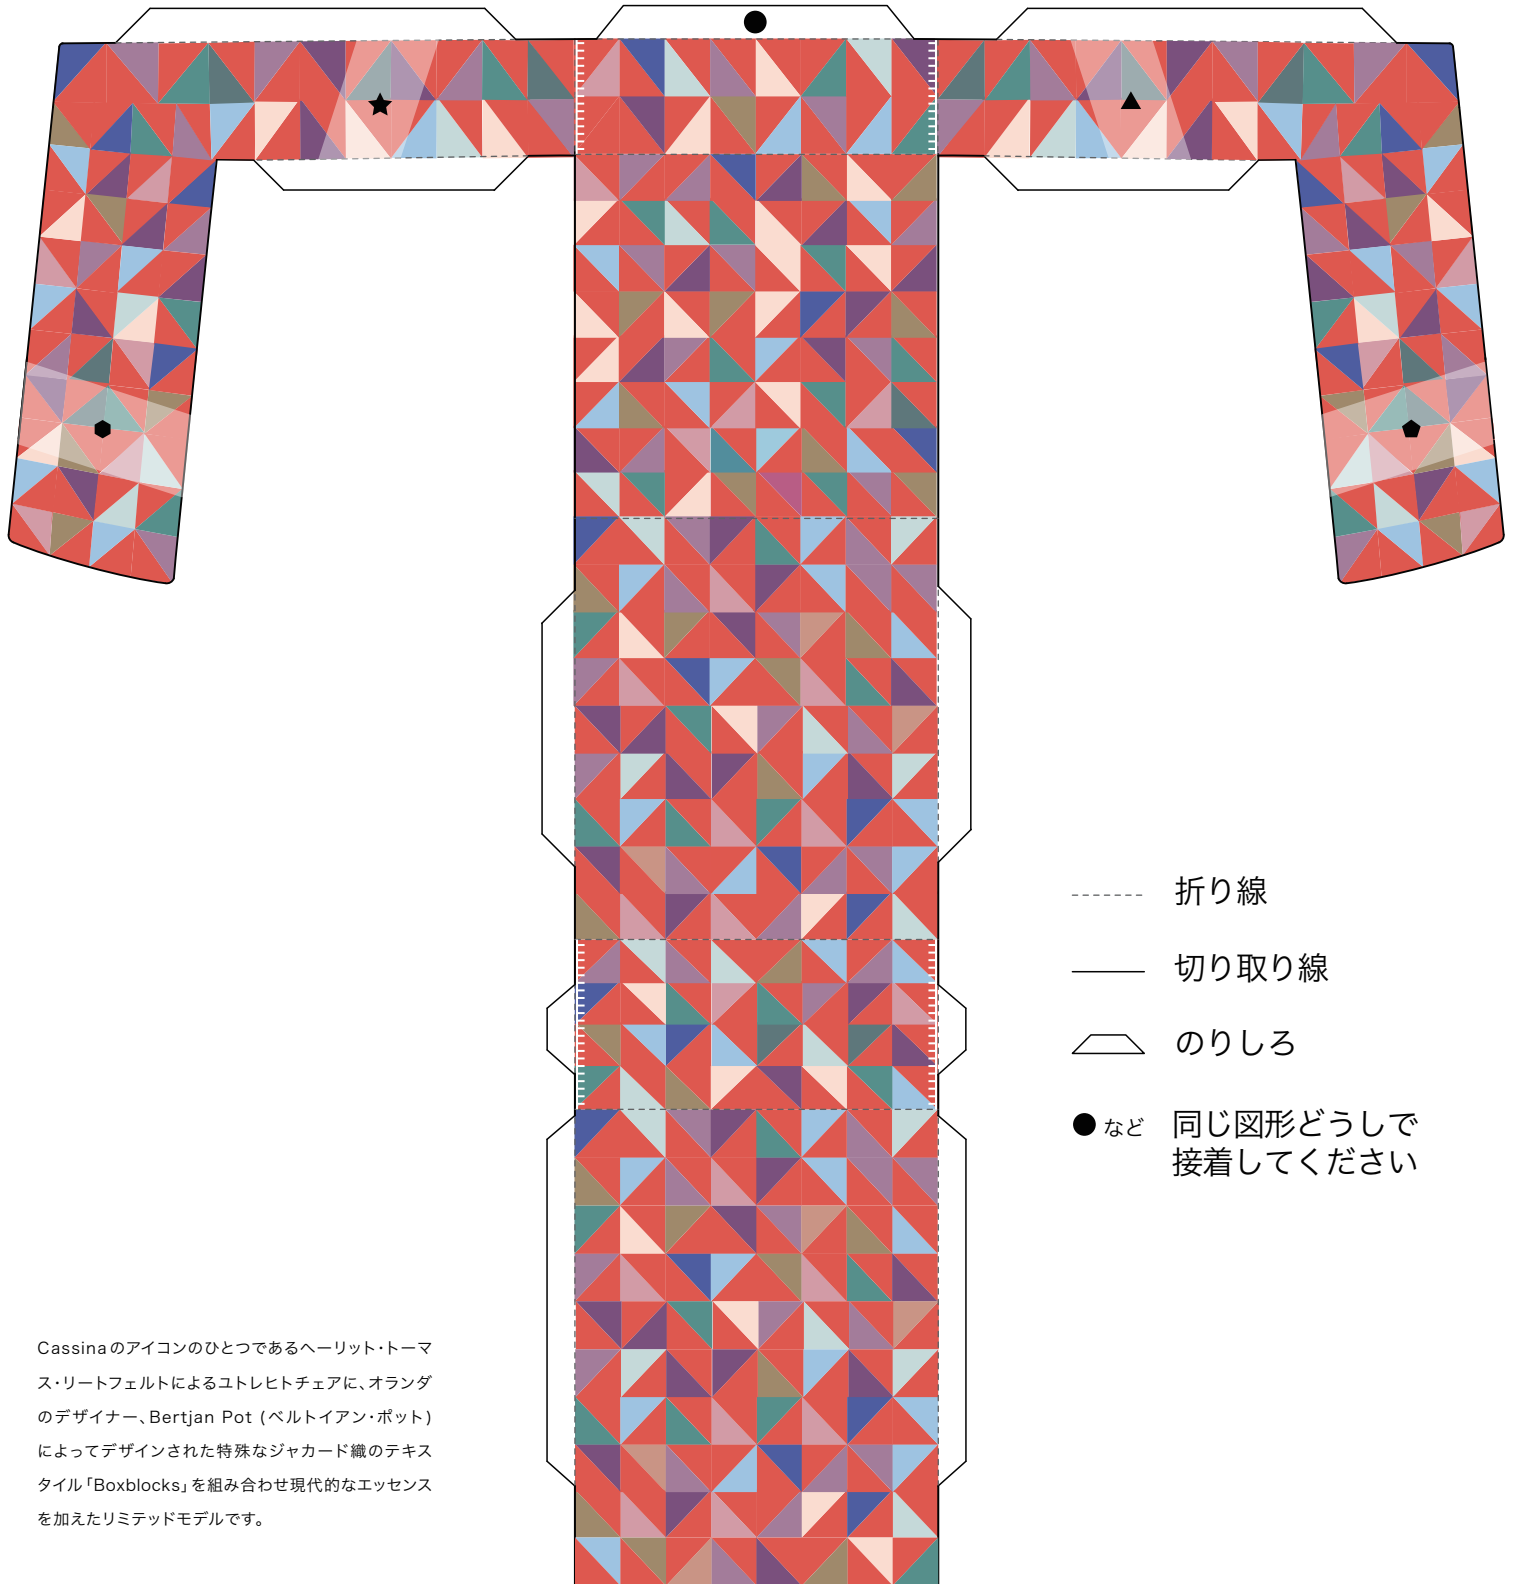 折り線
切り取り線
のりしろ
● など 同じ図形どうしで
接着してください
Cassinaのアイコンのひとつであるヘーリット・トーマ
ス・リートフェルトによるユトレヒトチェアに、オランダ
のデザイナー、Bertjan Pot (ベルトイアン・ポット)
によってデザインされた特殊なジャカード織のテキス
タイル「Boxblocks」を組み合わせ現代的なエッセンス
を加えたリミテッドモデルです。